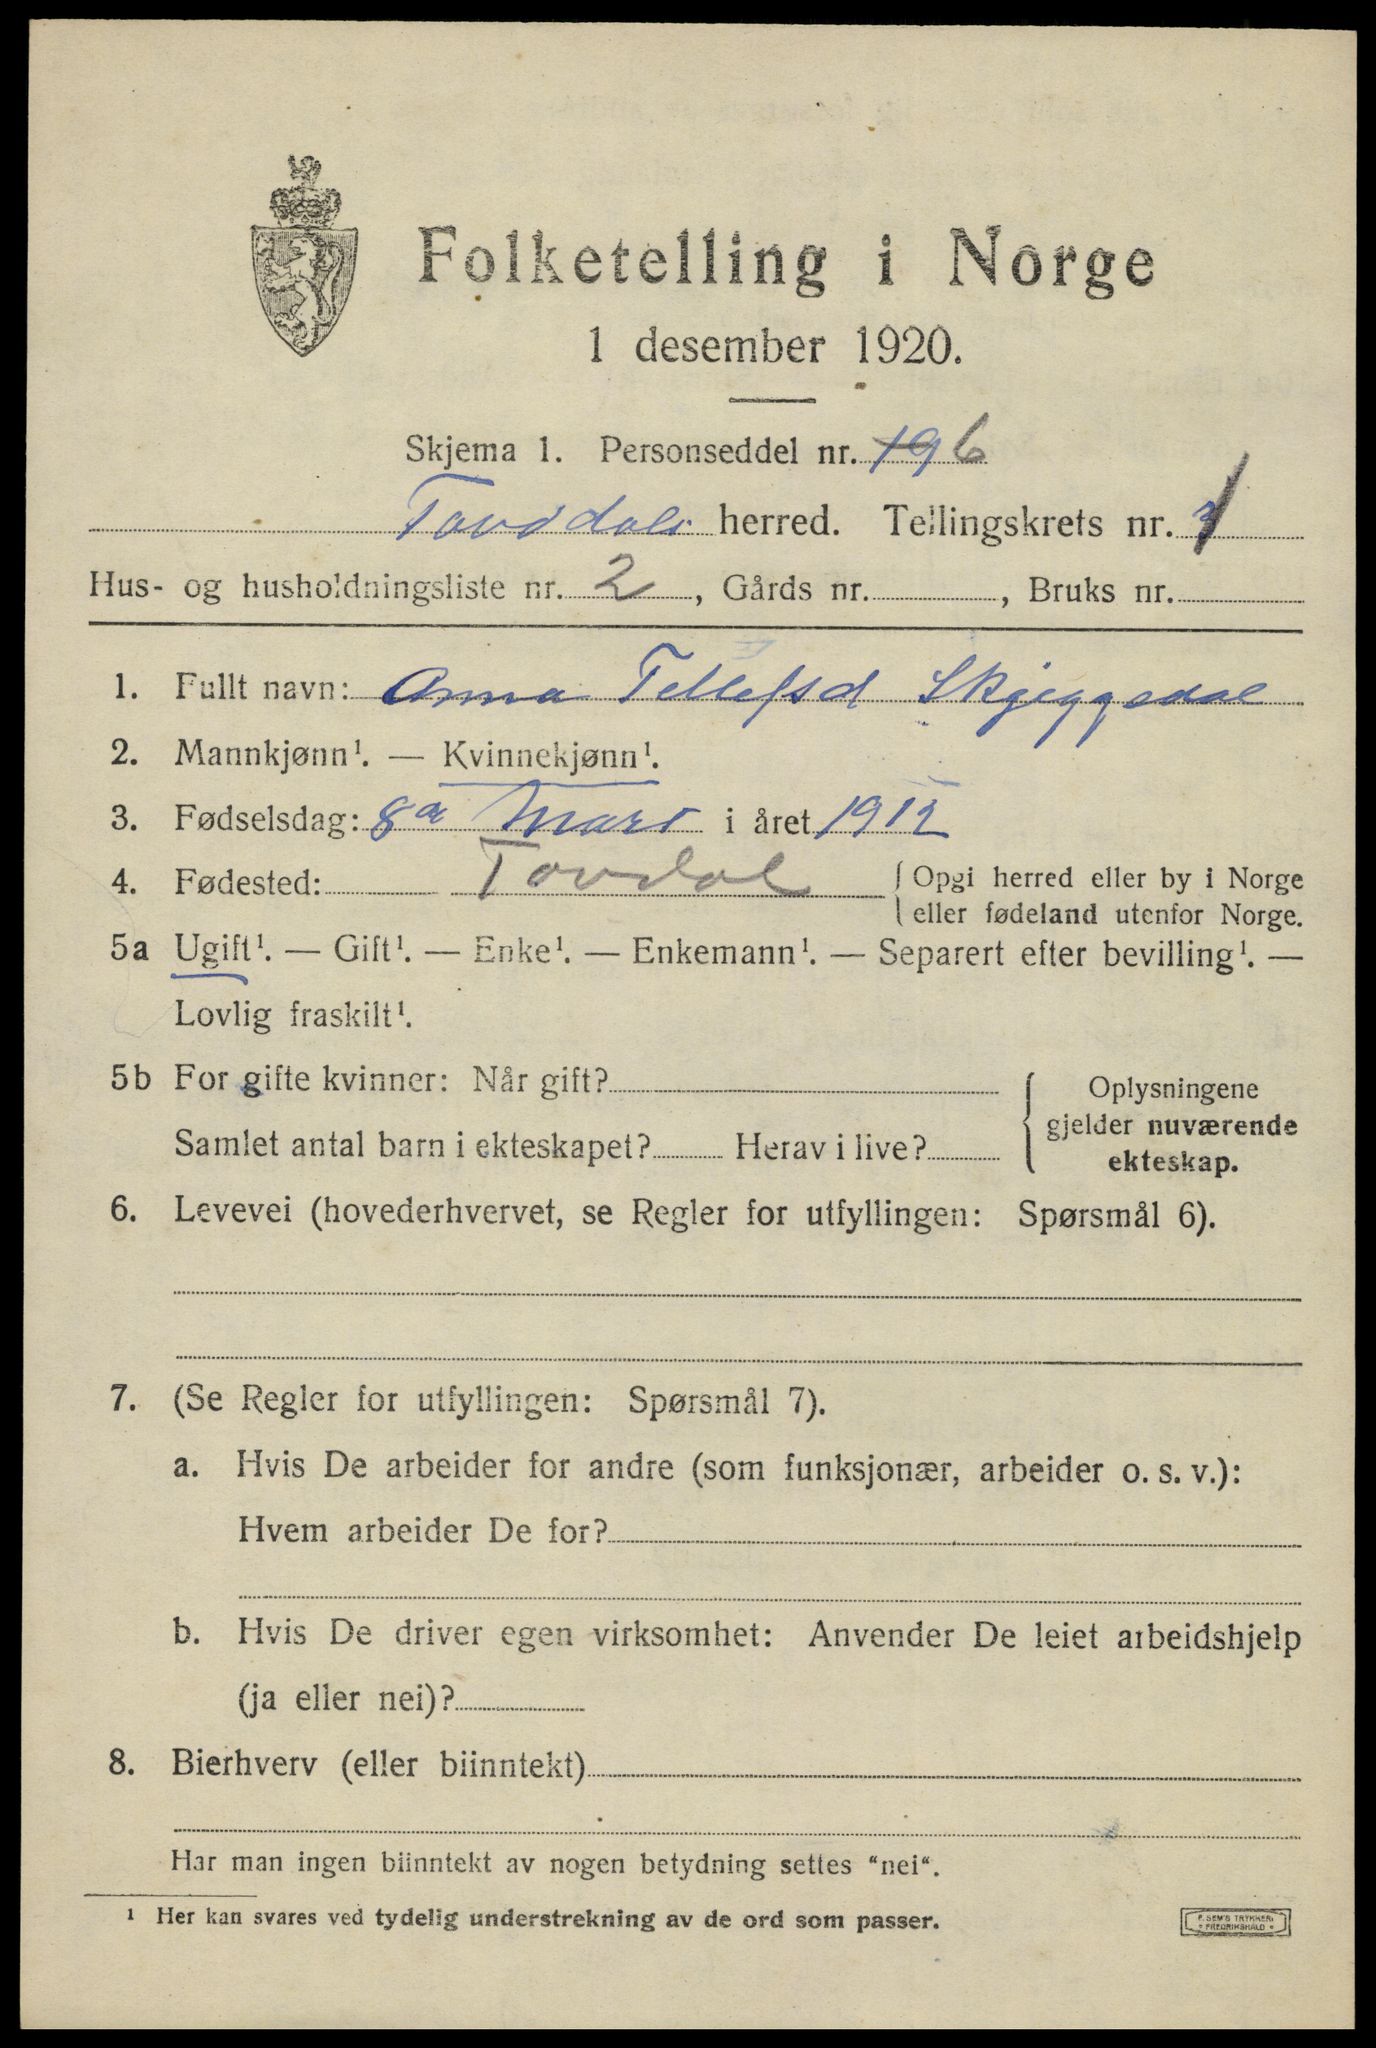 Folketelling i Norge
1 desember 1920.
Skjema 1. Personseddel nr. 19 6
Tovdals herred. Tellingskrets nr. 1
Hus- og husholdningsliste nr. 2, Gårds nr. , Bruks nr.
1. Fullt navn: Anna Tellefsd Skjeggedal
2. Mannkjønn¹. — Kvinnekjønn¹.
3. Fødselsdag: 8de Mars i året 1912
4. Fødested: Tovdal { Opgi herred eller by i Norge
eller fødeland utenfor Norge.
5a Ugift¹. — Gift¹. — Enke¹. — Enkemann¹. — Separert efter bevilling¹. —
Lovlig fraskilt¹.
5b For gifte kvinner: Når gift? { Oplysningene
gjelder nuværende
Samlet antal barn i ekteskapet? Herav i live?
ekteskap.
6. Levevei (hovederhvervet, se Regler for utfyllingen: Spørsmål 6).
7. (Se Regler for utfyllingen: Spørsmål 7).
a. Hvis De arbeider for andre (som funksjonær, arbeider o. s. v.):
Hvem arbeider De for?
b. Hvis De driver egen virksomhet: Anvender De leiet arbeidshjelp
(ja eller nei)?
8. Bierhverv (eller biinntekt)
Har man ingen biinntekt av nogen betydning settes “nei“.
¹ Her kan svares ved tydelig understrekning av de ord som passer.
F. SEM'S TRYKKERI
FREDRIKSHALD